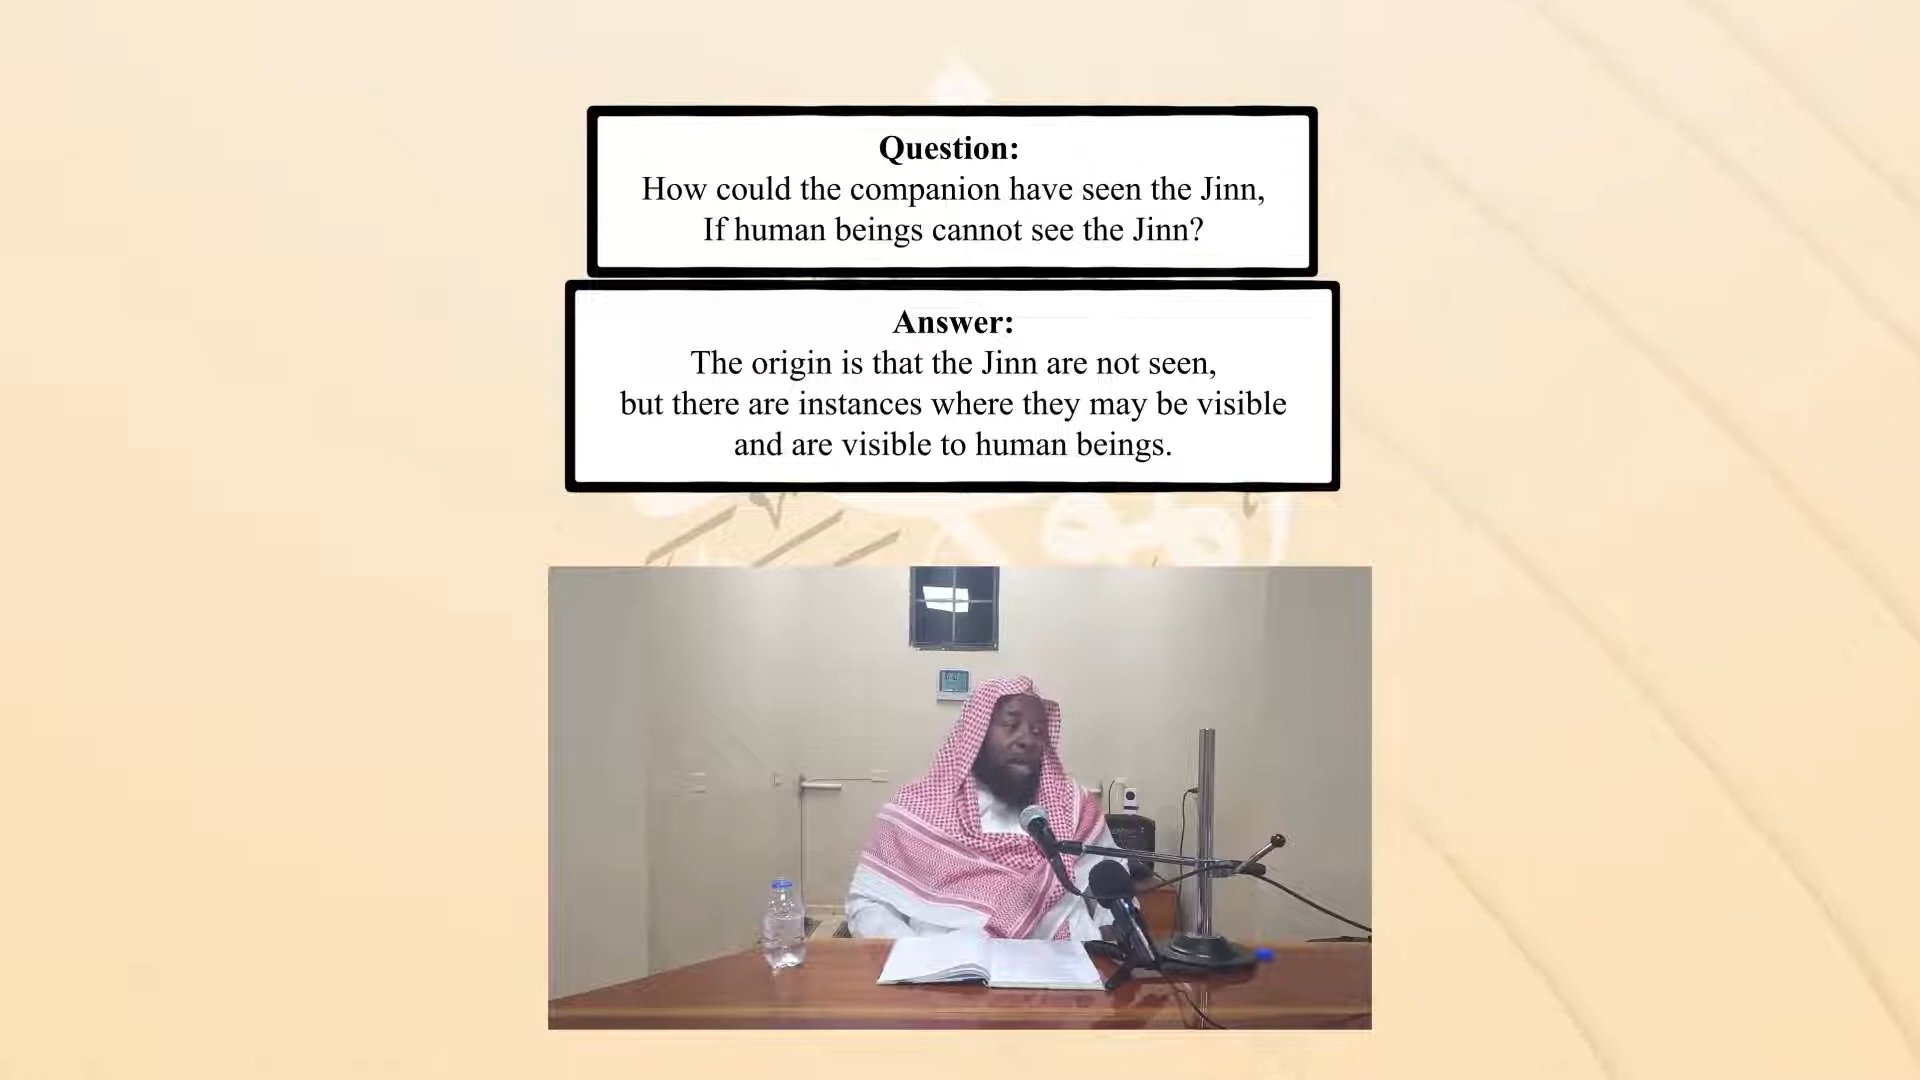 Question:
How could the companion have seen the Jinn,
If human beings cannot see the Jinn?
Answer:
The origin is that the Jinn are not seen,
but there are instances where they may be visible
and are visible to human beings.